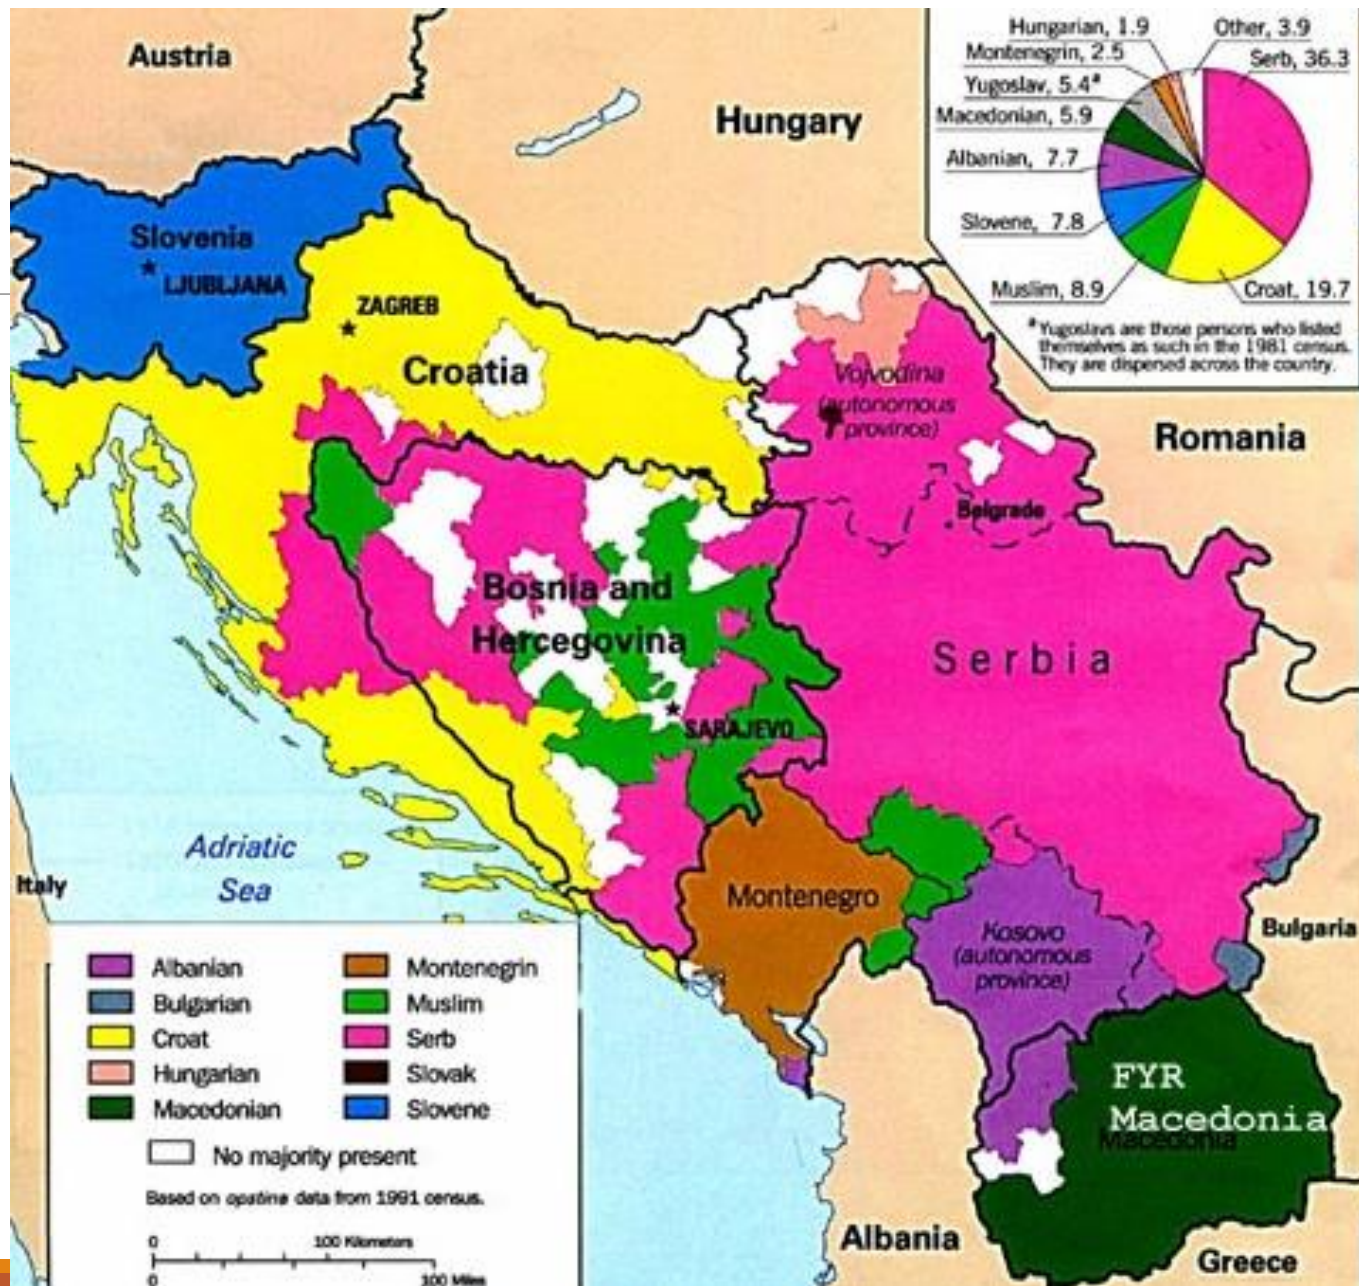 Austria
Hungary
Hungarian, 1.9
Other, 3.9
Montenegrin, 2.5
Serb, 36.3
Yugoslav, 5.4*
Macedonian, 5.9
Albanian, 7.7
Slovene, 7.8
Muslim, 8.9
Croat, 19.7
*Yugoslavs are those persons who listed
themselves as such in the 1981 census.
They are dispersed across the country.
Slovenia
LJUBLJANA
ZAGREB
Croatia
Vojvodina
(autonomous
province)
Romania
Belgrade
Bosnia and
Hercegovina
Serbia
SARAJEVO
Adriatic
Sea
Italy
Montenegro
Kosovo
(autonomous
province)
Bulgaria
Albanian
Montenegrin
Bulgarian
Muslim
Croat
Serb
Hungarian
Slovak
Macedonian
Slovene
No majority present
Based on opstina data from 1991 census.
0 100 Kilometers
0 100 Miles
FYR
Macedonia
Macedonia
Albania
Greece